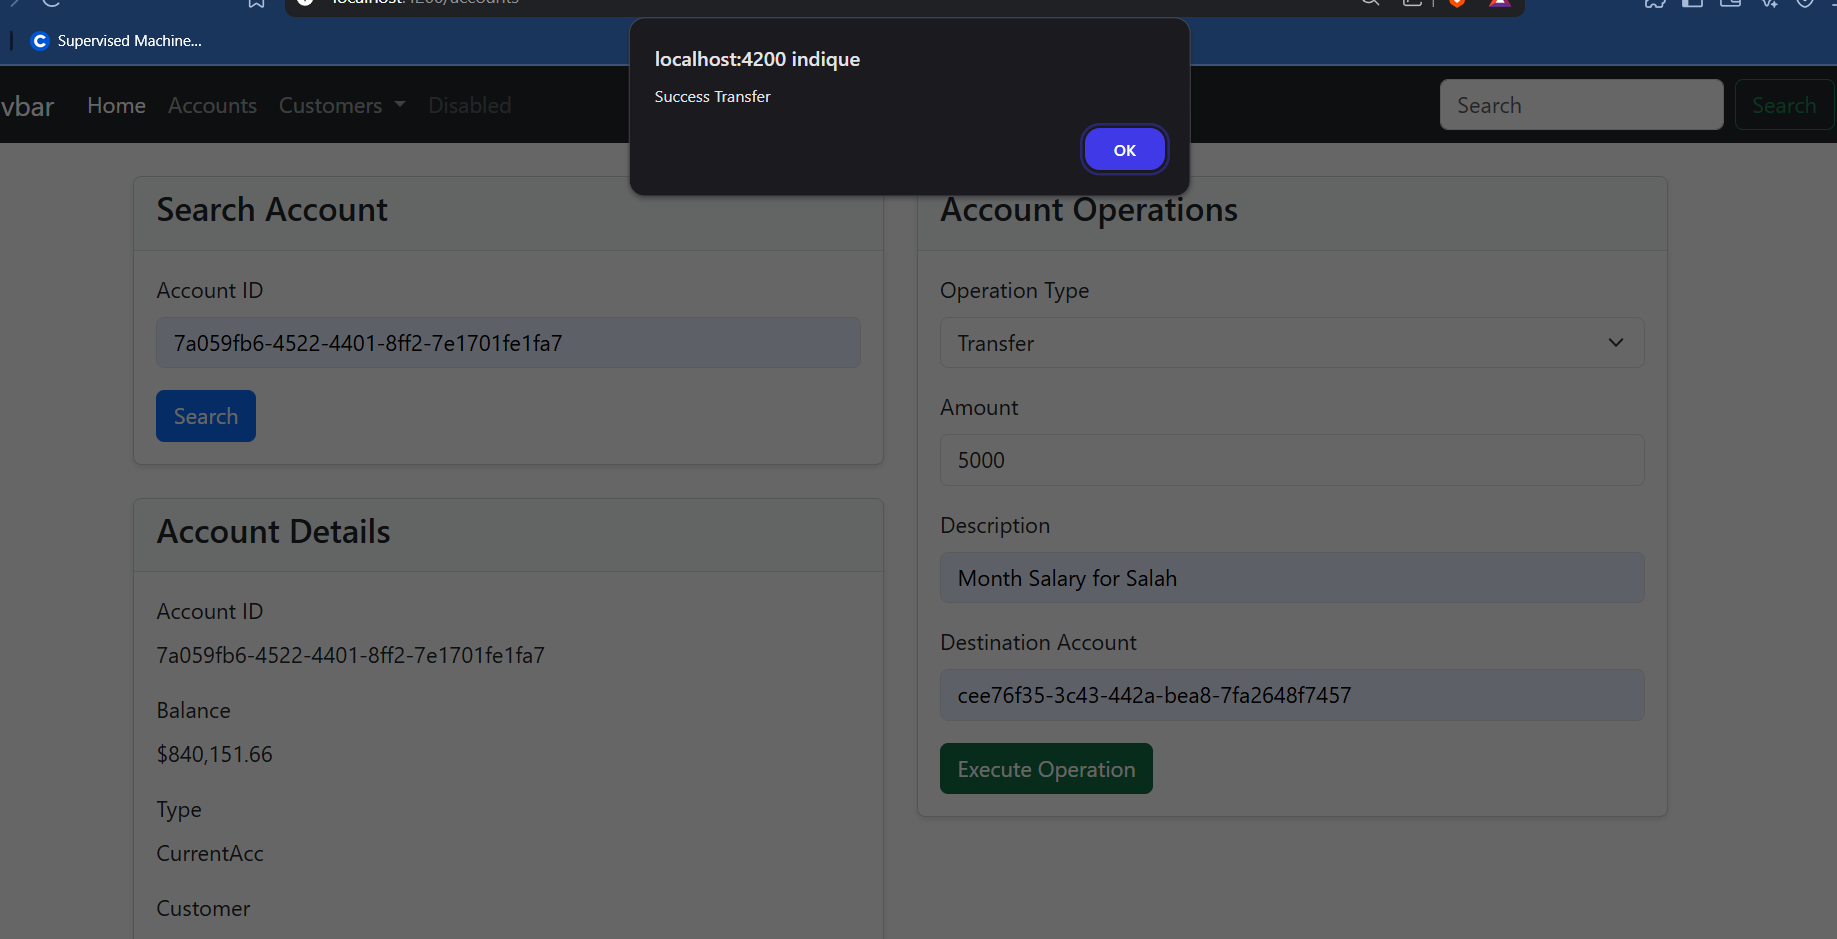 Supervised Machine...
localhost:4200 indique
Success Transfer
OK
vbar
Home
Accounts
Customers
Disabled
Search
Search
Search Account
Account ID
7a059fb6-4522-4401-8ff2-7e1701fe1fa7
Search
Account Details
Account ID
7a059fb6-4522-4401-8ff2-7e1701fe1fa7
Balance
$840,151.66
Type
CurrentAcc
Customer
Account Operations
Operation Type
Transfer
Amount
5000
Description
Month Salary for Salah
Destination Account
cee76f35-3c43-442a-bea8-7fa2648f7457
Execute Operation